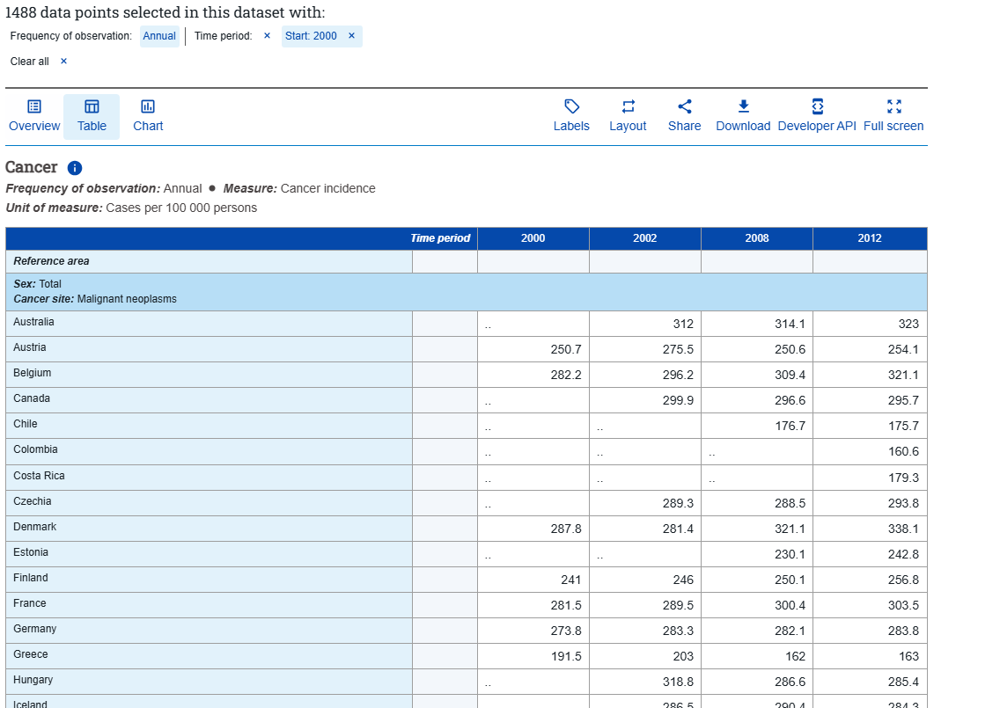 1488 data points selected in this dataset with:
Frequency of observation: Annual Time period: × Start: 2000 ×
Clear all ×
Overview Table Chart Labels Layout Share Download Developer API Full screen
Cancer
Frequency of observation: Annual ● Measure: Cancer incidence
Unit of measure: Cases per 100 000 persons
Time period 2000 2002 2008 2012
Reference area
Sex: Total
Cancer site: Malignant neoplasms
Australia .. 312 314.1 323
Austria 250.7 275.5 250.6 254.1
Belgium 282.2 296.2 309.4 321.1
Canada .. 299.9 296.6 295.7
Chile .. .. 176.7 175.7
Colombia .. .. .. 160.6
Costa Rica .. .. .. 179.3
Czechia .. 289.3 288.5 293.8
Denmark 287.8 281.4 321.1 338.1
Estonia .. .. 230.1 242.8
Finland 241 246 250.1 256.8
France 281.5 289.5 300.4 303.5
Germany 273.8 283.3 282.1 283.8
Greece 191.5 203 162 163
Hungary .. 318.8 286.6 285.4
Iceland 286.5 290.4 284.3